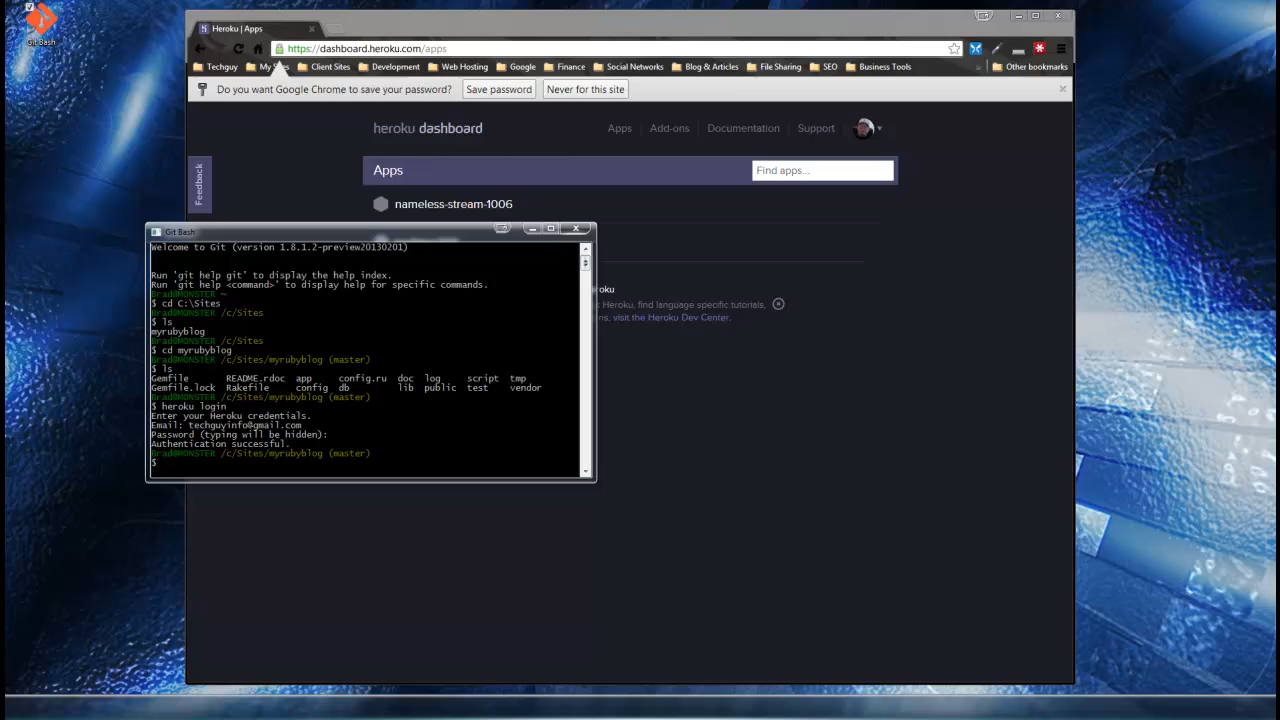 Git Bash
Heroku | Apps
https://dashboard.heroku.com/apps
Techguy My Sites Client Sites Development Web Hosting Google Finance Social Networks Blog & Articles File Sharing SEO Business Tools » Other bookmarks
Do you want Google Chrome to save your password? Save password Never for this site
heroku dashboard Apps Add-ons Documentation Support
Feedback
Apps Find apps...
nameless-stream-1006
Git Bash
Welcome to Git (version 1.8.1.2-preview20130201)
Run 'git help git' to display the help index.
Run 'git help <command>' to display help for specific commands.
Brad@MONSTER ~
$ cd C:\Sites
Brad@MONSTER /c/Sites
$ ls
myrubyblog
Brad@MONSTER /c/Sites
$ cd myrubyblog
Brad@MONSTER /c/Sites/myrubyblog (master)
$ ls
Gemfile README.rdoc app config.ru doc log script tmp
Gemfile.lock Rakefile config db lib public test vendor
Brad@MONSTER /c/Sites/myrubyblog (master)
$ heroku login
Enter your Heroku credentials.
Email: techguyinfo@gmail.com
Password (typing will be hidden):
Authentication successful.
Brad@MONSTER /c/Sites/myrubyblog (master)
$
oku
Heroku, find language specific tutorials,
ns, visit the Heroku Dev Center.